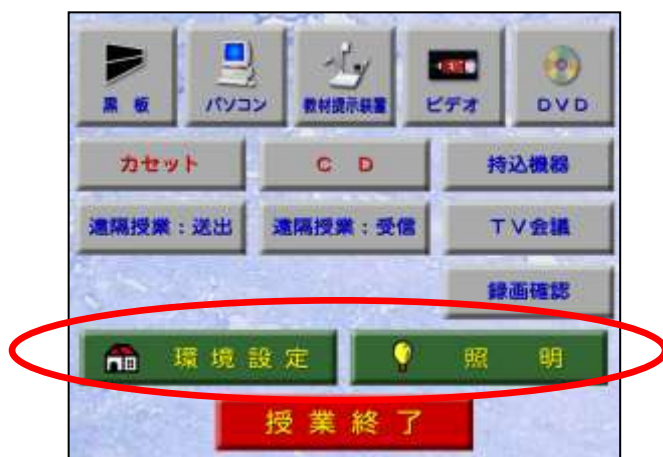 黒板 パソコン 教材提示装置 ビデオ DVD
カセット CD 持込機器
遠隔授業：送出 遠隔授業：受信 TV会議
録画確認
環境設定 照明
授業終了